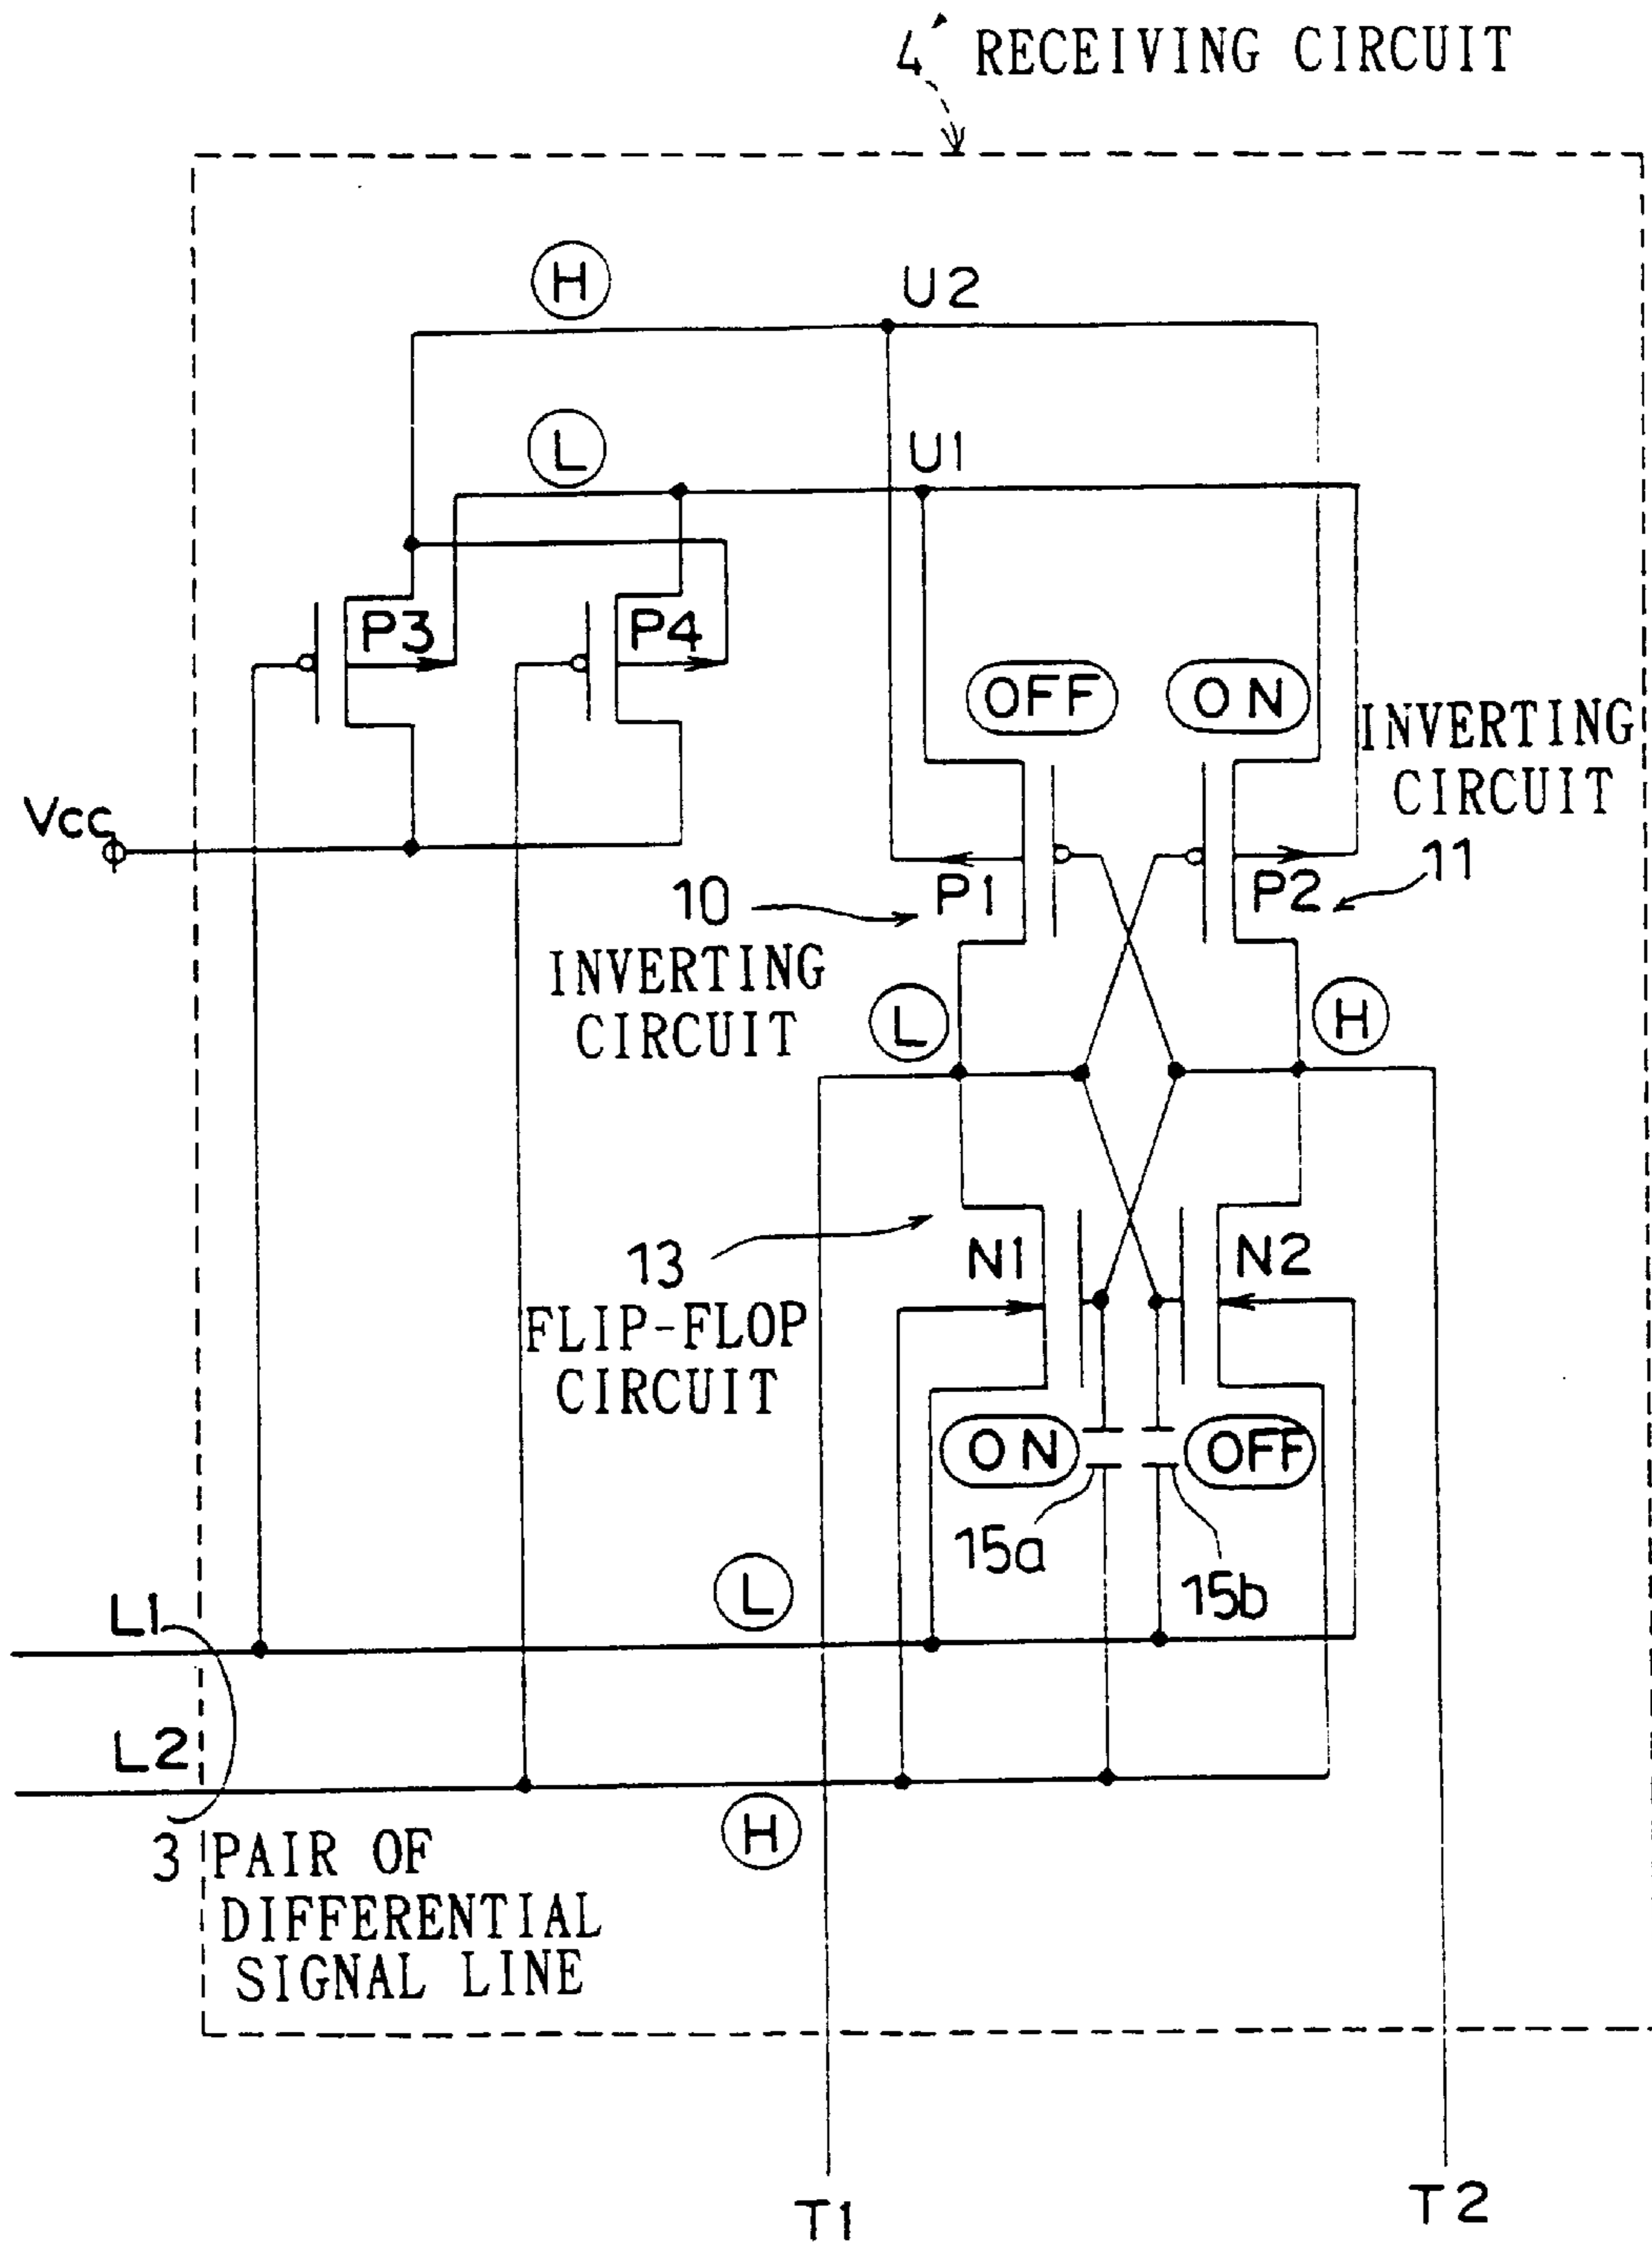 4' RECEIVING CIRCUIT
H
U2
L
U1
P3
P4
OFF
ON
INVERTING
CIRCUIT
11
Vcc
P1
P2
10
INVERTING
CIRCUIT
L
H
13
FLIP-FLOP
CIRCUIT
N1
N2
ON
OFF
15a
15b
L
L1
L2
H
3 PAIR OF
DIFFERENTIAL
SIGNAL LINE
T1
T2